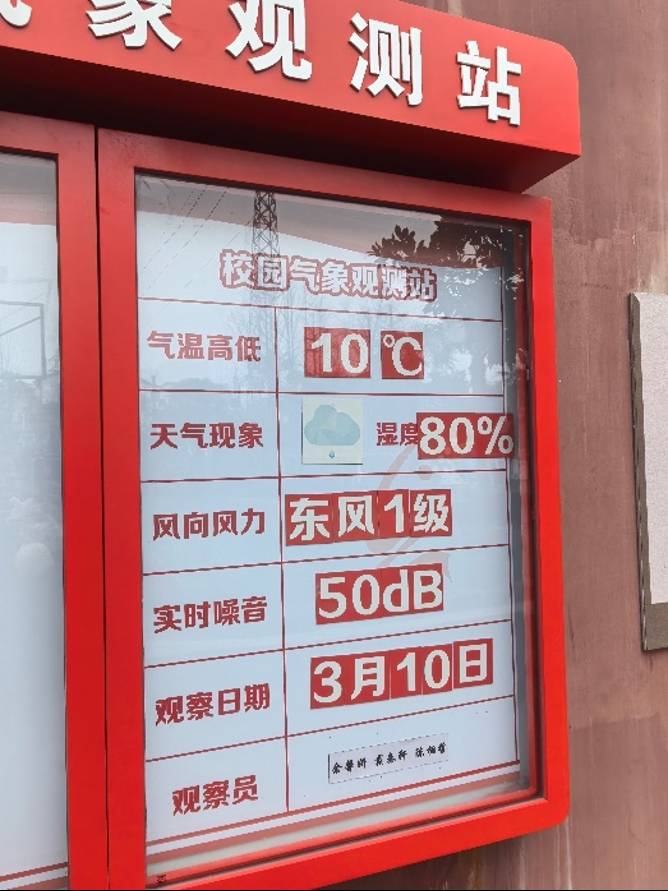 气象观测站
校园气象观测站
气温高低 10 ℃
天气现象 湿度 80%
风向风力 东风1级
实时噪音 50dB
观察日期 3月10日
观察员